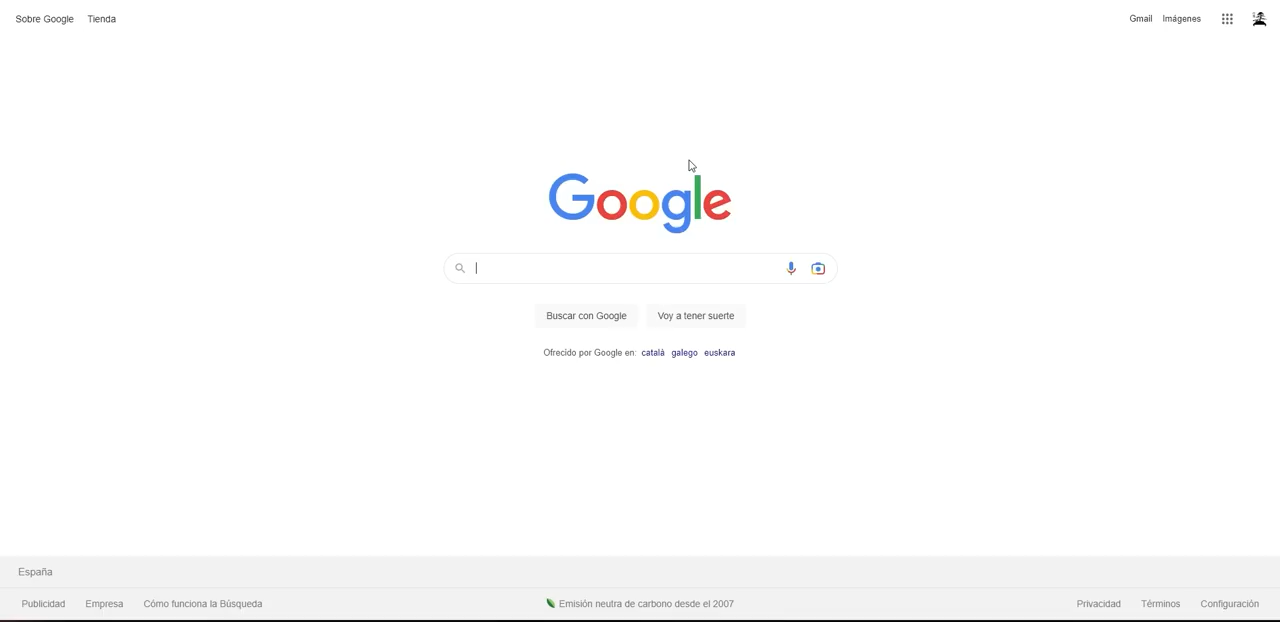 Sobre Google Tienda Gmail Imágenes
Google
Buscar con Google Voy a tener suerte
Ofrecido por Google en: català galego euskara
España
Publicidad Empresa Cómo funciona la Búsqueda Emisión neutra de carbono desde el 2007 Privacidad Términos Configuración